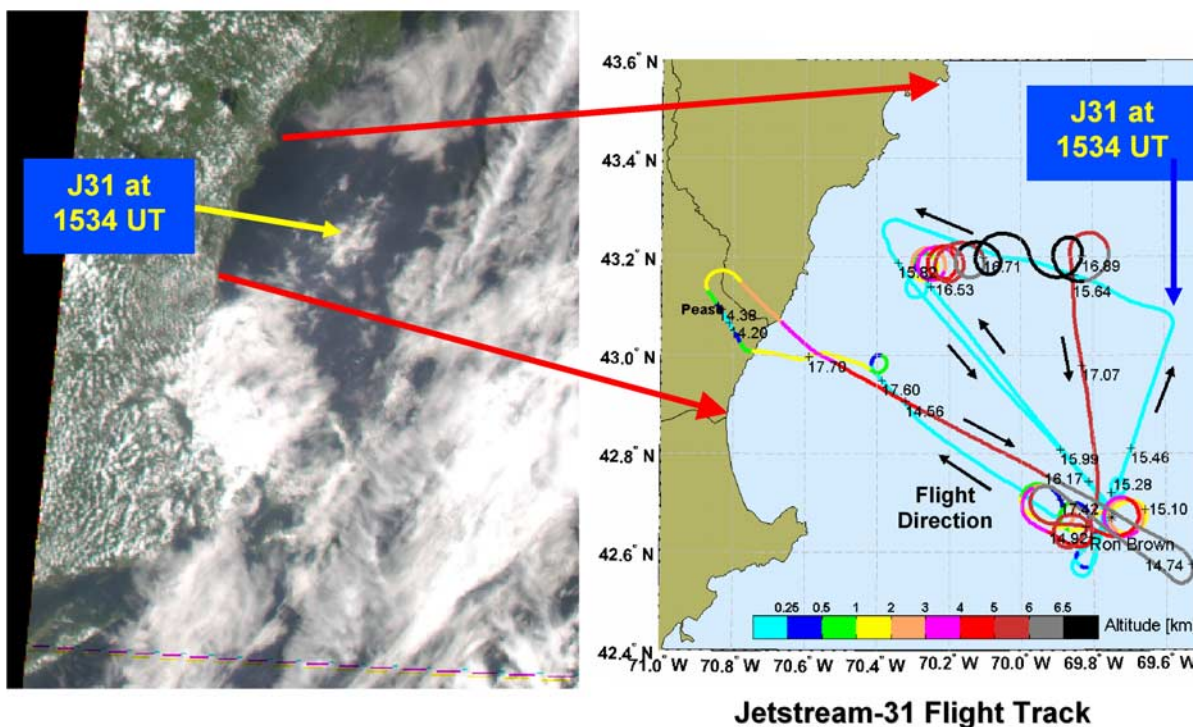 J31 at
1534 UT
43.6° N
43.4° N
43.2° N
43.0° N
42.8° N
42.6° N
42.4° N
J31 at
1534 UT
15.82
16.53
16.71
16.89
15.64
Pease
14.38
14.20
17.70
17.60
14.56
17.07
15.99
15.46
16.17
15.28
17.42
15.10
14.92
Ron Brown
14.74
Flight
Direction
0.25 0.5 1 2 3 4 5 6 6.5
Altitude [km
71.0° W 70.8° W 70.6° W 70.4° W 70.2° W 70.0° W 69.8° W 69.6° W
Jetstream-31 Flight Track